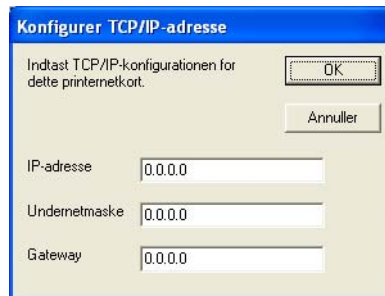 Konfigurer TCP/IP-adresse
Indtast TCP/IP-konfigurationen for
dette printernetkort.
OK
Annuller
IP-adresse 0.0.0.0
Undernetmaske 0.0.0.0
Gateway 0.0.0.0